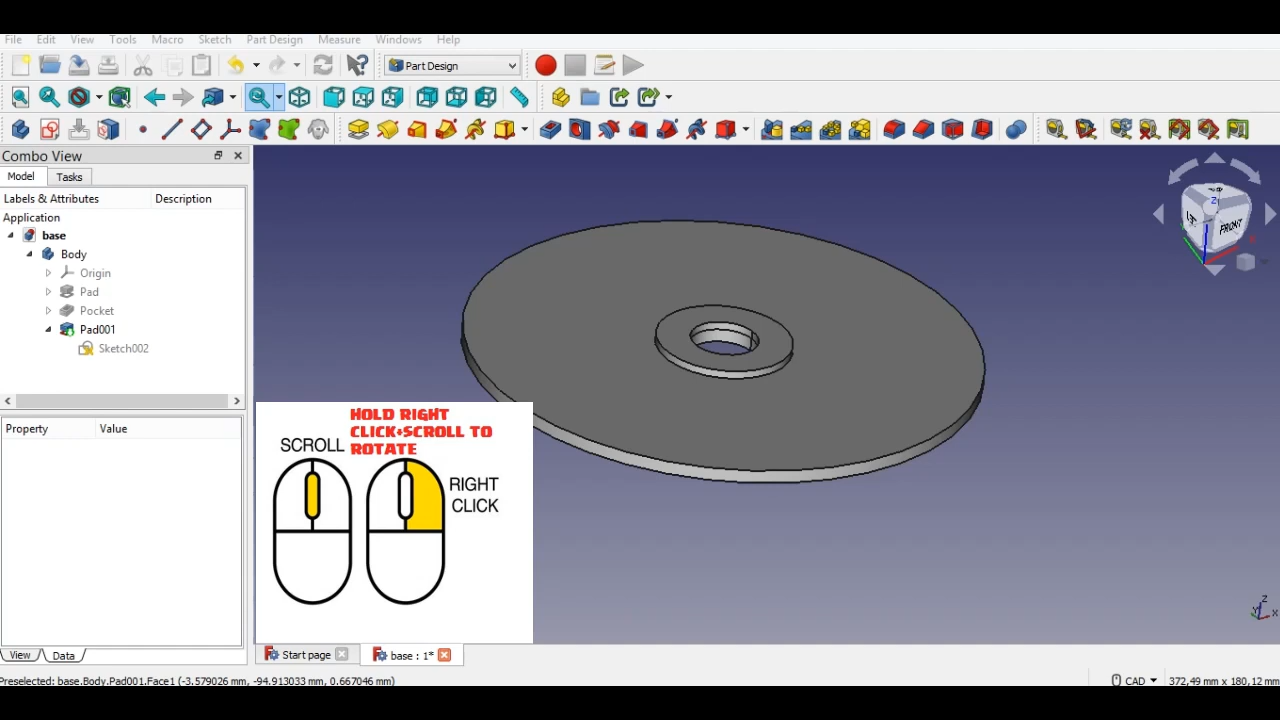 File Edit View Tools Macro Sketch Part Design Measure Windows Help
Part Design
Combo View
Model Tasks
Labels & Attributes Description
Application
base
Body
Origin
Pad
Pocket
Pad001
Sketch002
Property Value
HOLD RIGHT
CLICK+SCROLL TO
ROTATE
SCROLL
RIGHT
CLICK
FRONT
Z
Z
Y
X
View Data
Start page base : 1*
Preselected: base.Body.Pad001.Face1 (-3.579026 mm, -94.913033 mm, 0.667046 mm) CAD 372,49 mm x 180,12 mm